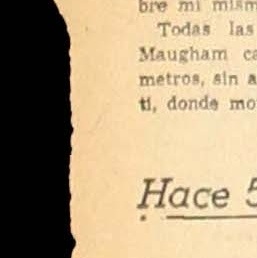 bre mi mism
Todas las
Maugham ca
metros, sin a
ti, donde mo
Hace 5